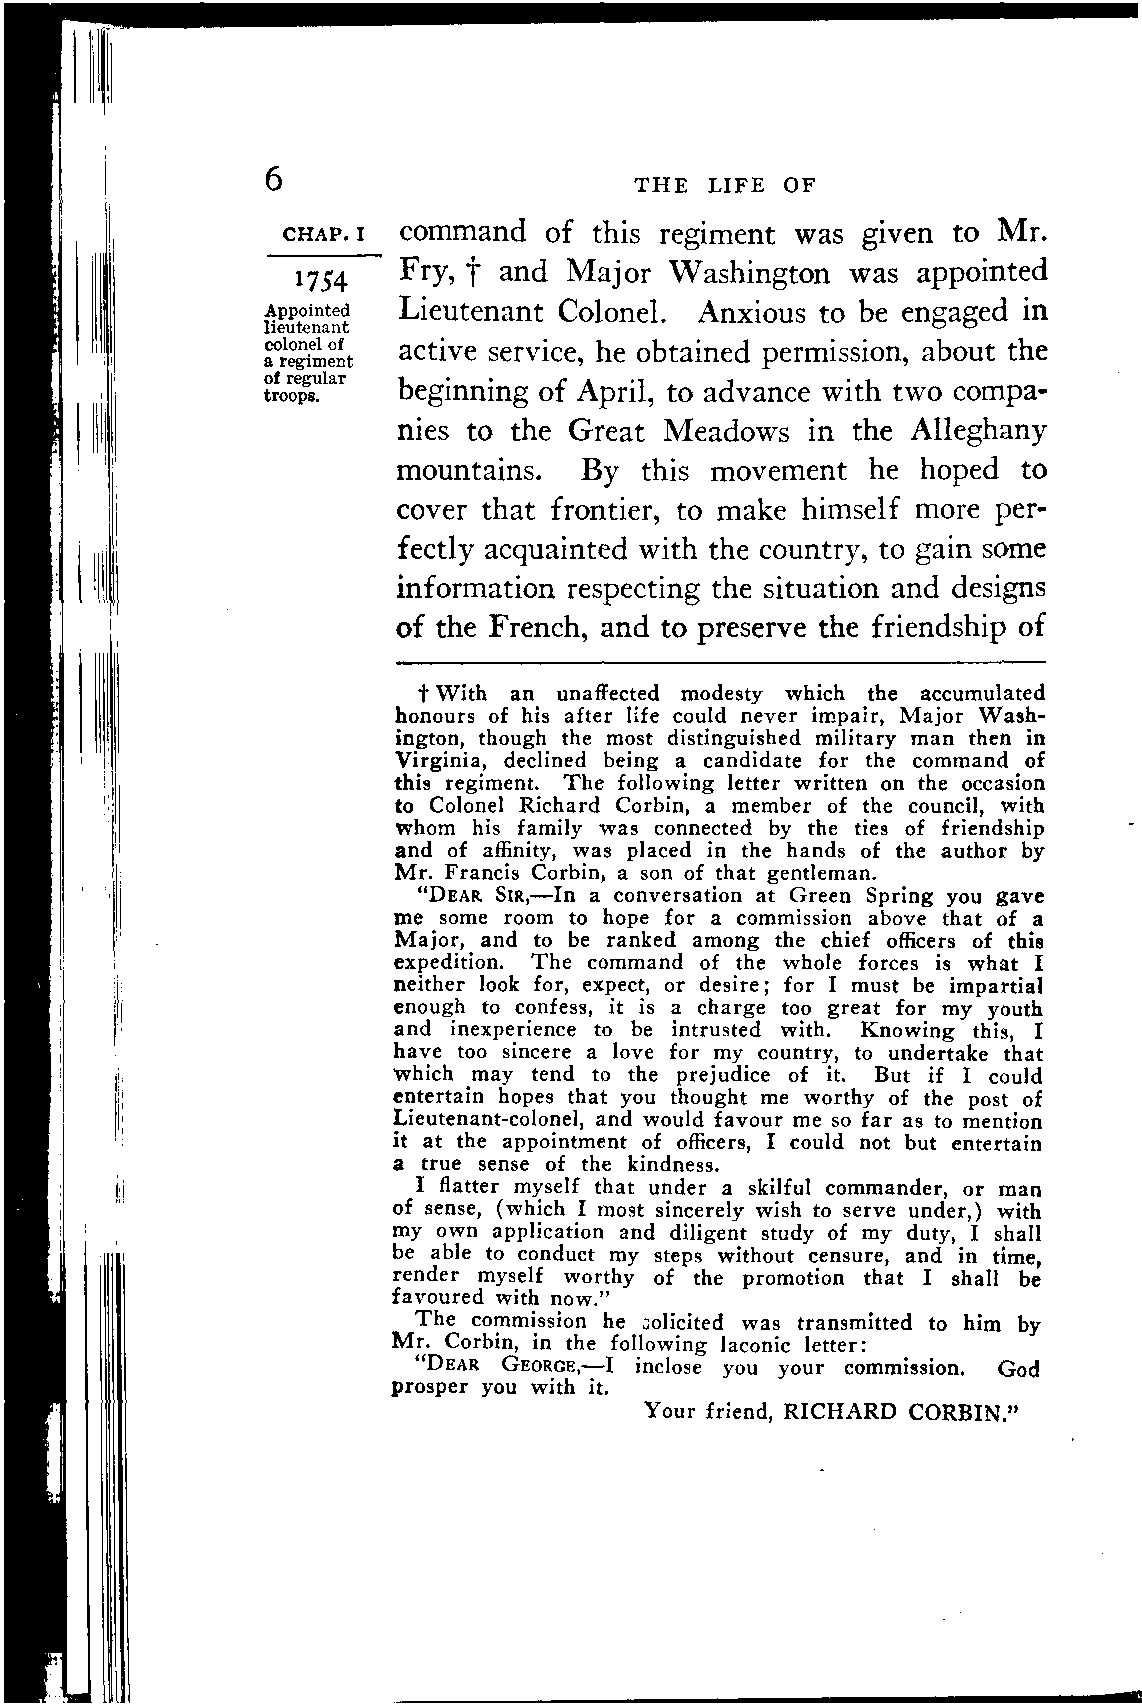 6 THE LIFE OF
CHAP. I
1754
Appointed
lieutenant
colonel of
a regiment
of regular
troops.
command of this regiment was given to Mr.
Fry, † and Major Washington was appointed
Lieutenant Colonel. Anxious to be engaged in
active service, he obtained permission, about the
beginning of April, to advance with two compa-
nies to the Great Meadows in the Alleghany
mountains. By this movement he hoped to
cover that frontier, to make himself more per-
fectly acquainted with the country, to gain some
information respecting the situation and designs
of the French, and to preserve the friendship of
† With an unaffected modesty which the accumulated
honours of his after life could never impair, Major Wash-
ington, though the most distinguished military man then in
Virginia, declined being a candidate for the command of
this regiment. The following letter written on the occasion
to Colonel Richard Corbin, a member of the council, with
whom his family was connected by the ties of friendship
and of affinity, was placed in the hands of the author by
Mr. Francis Corbin, a son of that gentleman.
"DEAR SIR,—In a conversation at Green Spring you gave
me some room to hope for a commission above that of a
Major, and to be ranked among the chief officers of this
expedition. The command of the whole forces is what I
neither look for, expect, or desire; for I must be impartial
enough to confess, it is a charge too great for my youth
and inexperience to be intrusted with. Knowing this, I
have too sincere a love for my country, to undertake that
which may tend to the prejudice of it. But if I could
entertain hopes that you thought me worthy of the post of
Lieutenant-colonel, and would favour me so far as to mention
it at the appointment of officers, I could not but entertain
a true sense of the kindness.
I flatter myself that under a skilful commander, or man
of sense, (which I most sincerely wish to serve under,) with
my own application and diligent study of my duty, I shall
be able to conduct my steps without censure, and in time,
render myself worthy of the promotion that I shall be
favoured with now."
The commission he solicited was transmitted to him by
Mr. Corbin, in the following laconic letter:
"DEAR GEORGE,—I inclose you your commission. God
prosper you with it.
Your friend, RICHARD CORBIN."